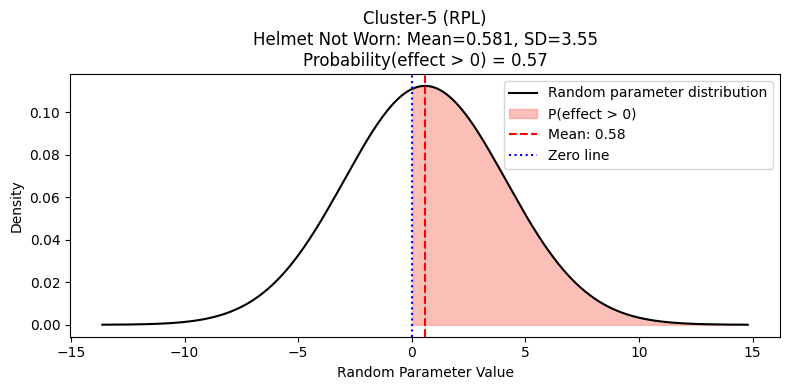 Cluster-5 (RPL)
Helmet Not Worn: Mean=0.581, SD=3.55
Probability(effect > 0) = 0.57
Random parameter distribution
P(effect > 0)
Mean: 0.58
Zero line
Density
0.10
0.08
0.06
0.04
0.02
0.00
−15
−10
−5
0
5
10
15
Random Parameter Value